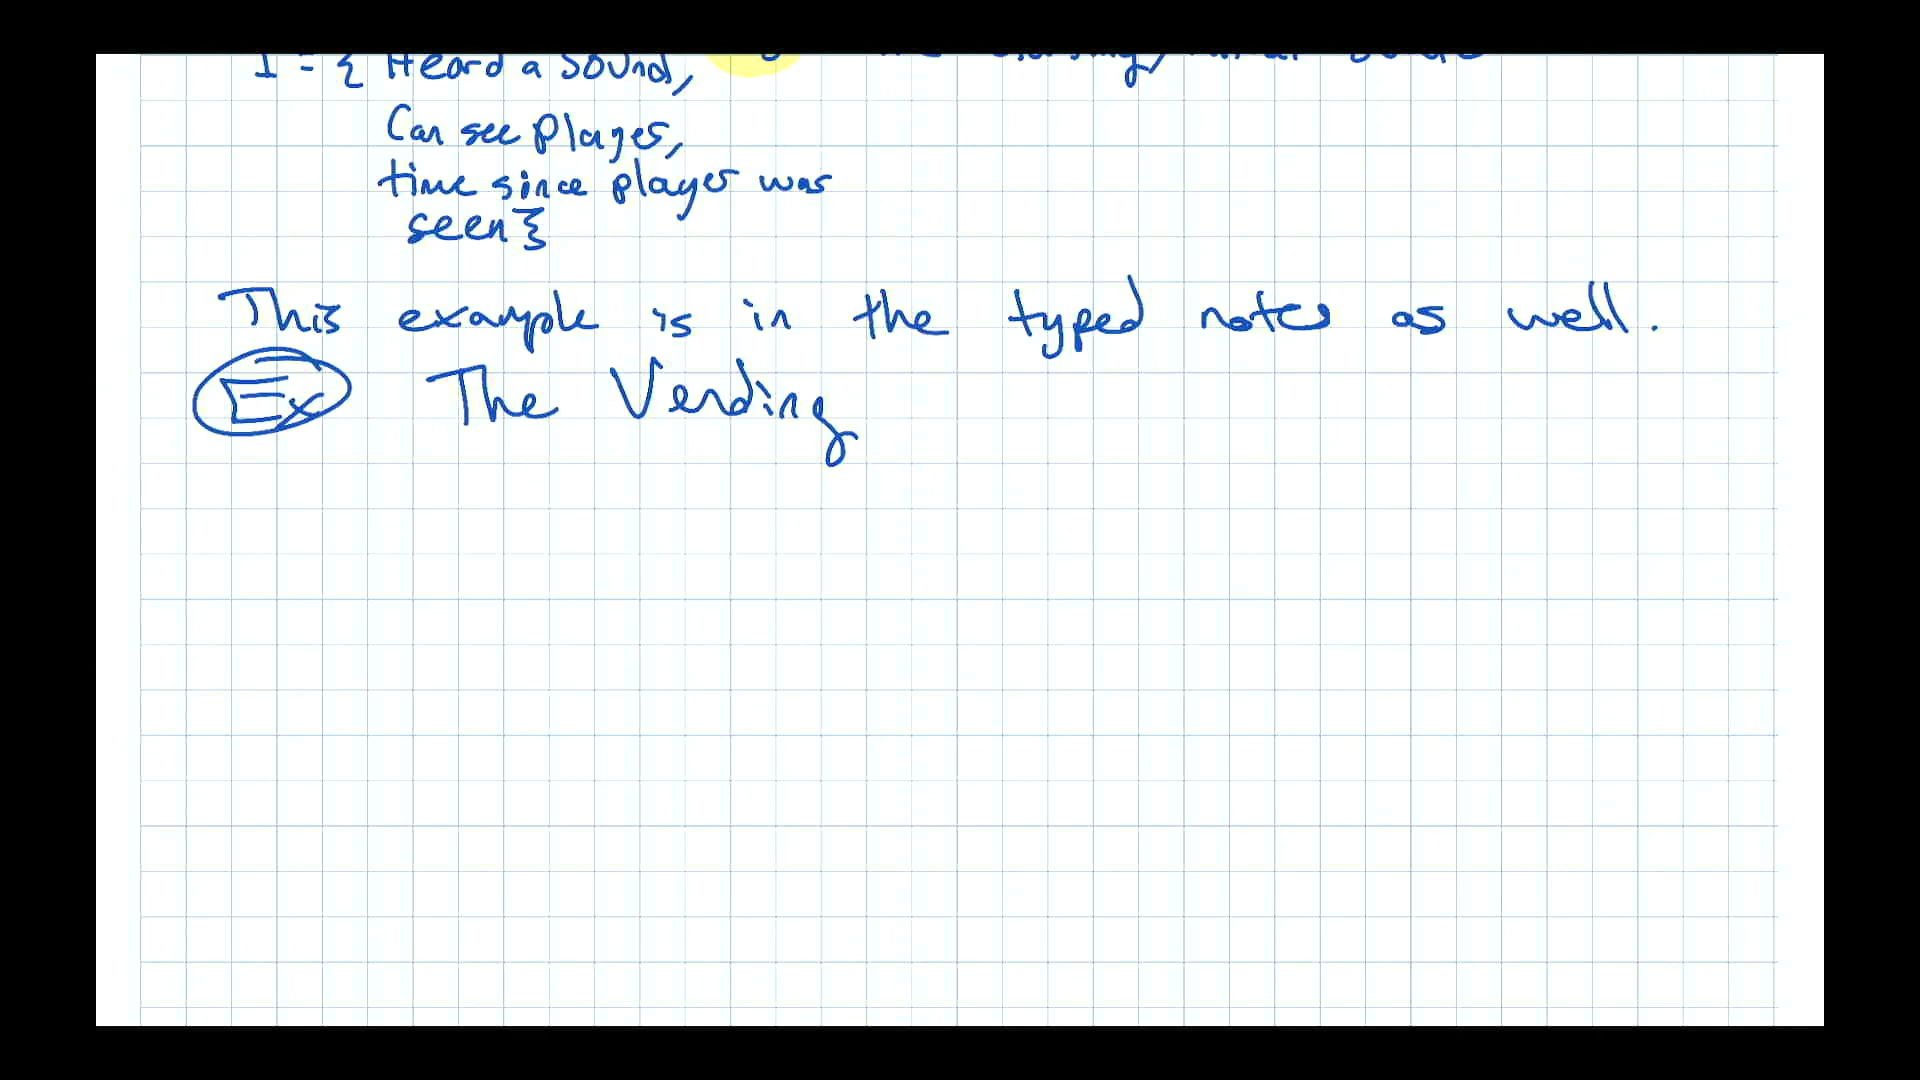 I = { Heard a sound,
Can see player,
time since player was
seen}
This example is in the typed notes as well.
Ex The Vending